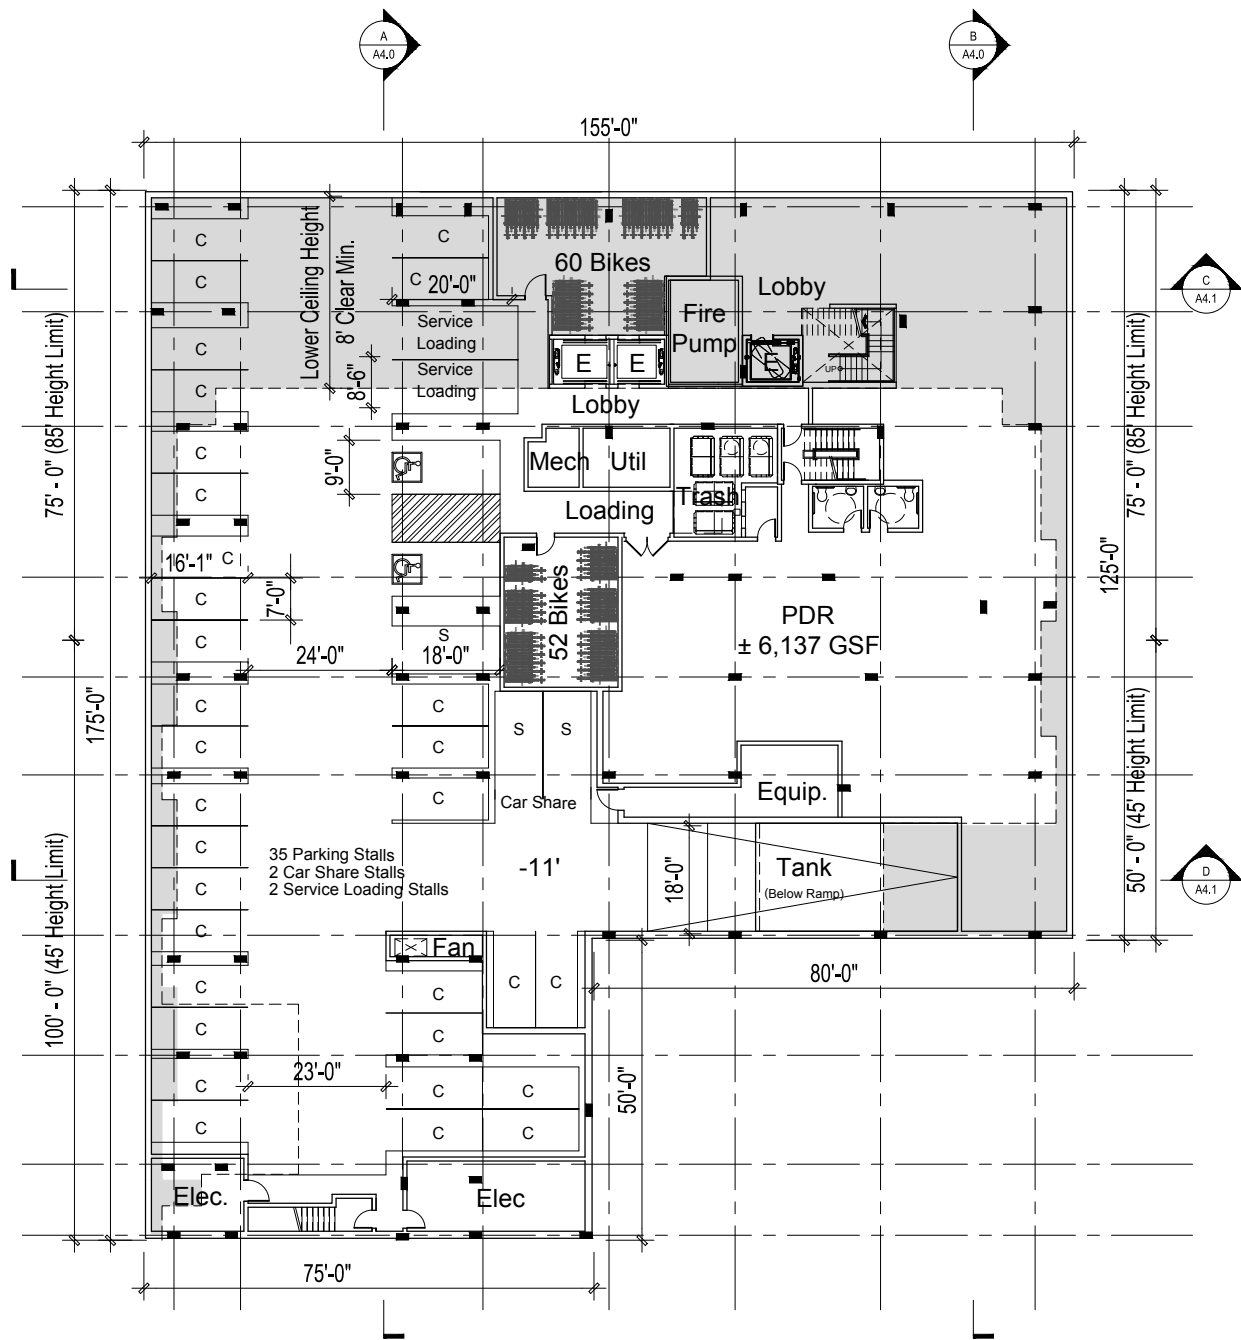 A
A4.0
B
A4.0
155'-0"
C
C
Lower Ceiling Height
8' Clear Min.
60 Bikes
Lobby
C
C
20'-0"
C
A4.1
Service
Loading
Fire
Pump
75' - 0" (85' Height Limit)
75' - 0" (85' Height Limit)
C
Service
Loading
8'-6"
E
E
E
UP
C
Lobby
C
9'-0"
Mech
Util
C
Trash
Loading
16'-1"
C
125'-0"
C
7'-0"
52 Bikes
PDR
± 6,137 GSF
C
S
24'-0"
18'-0"
175'-0"
C
C
S
S
C
C
C
C
Equip.
Car Share
100' - 0" (45' Height Limit)
50' - 0" (45' Height Limit)
C
35 Parking Stalls
2 Car Share Stalls
2 Service Loading Stalls
-11'
18'-0"
Tank
(Below Ramp)
D
A4.1
C
C
Fan
C
C
C
C
C
80'-0"
C
C
23'-0"
C
C
C
50'-0"
C
C
C
Elec.
Elec
75'-0"